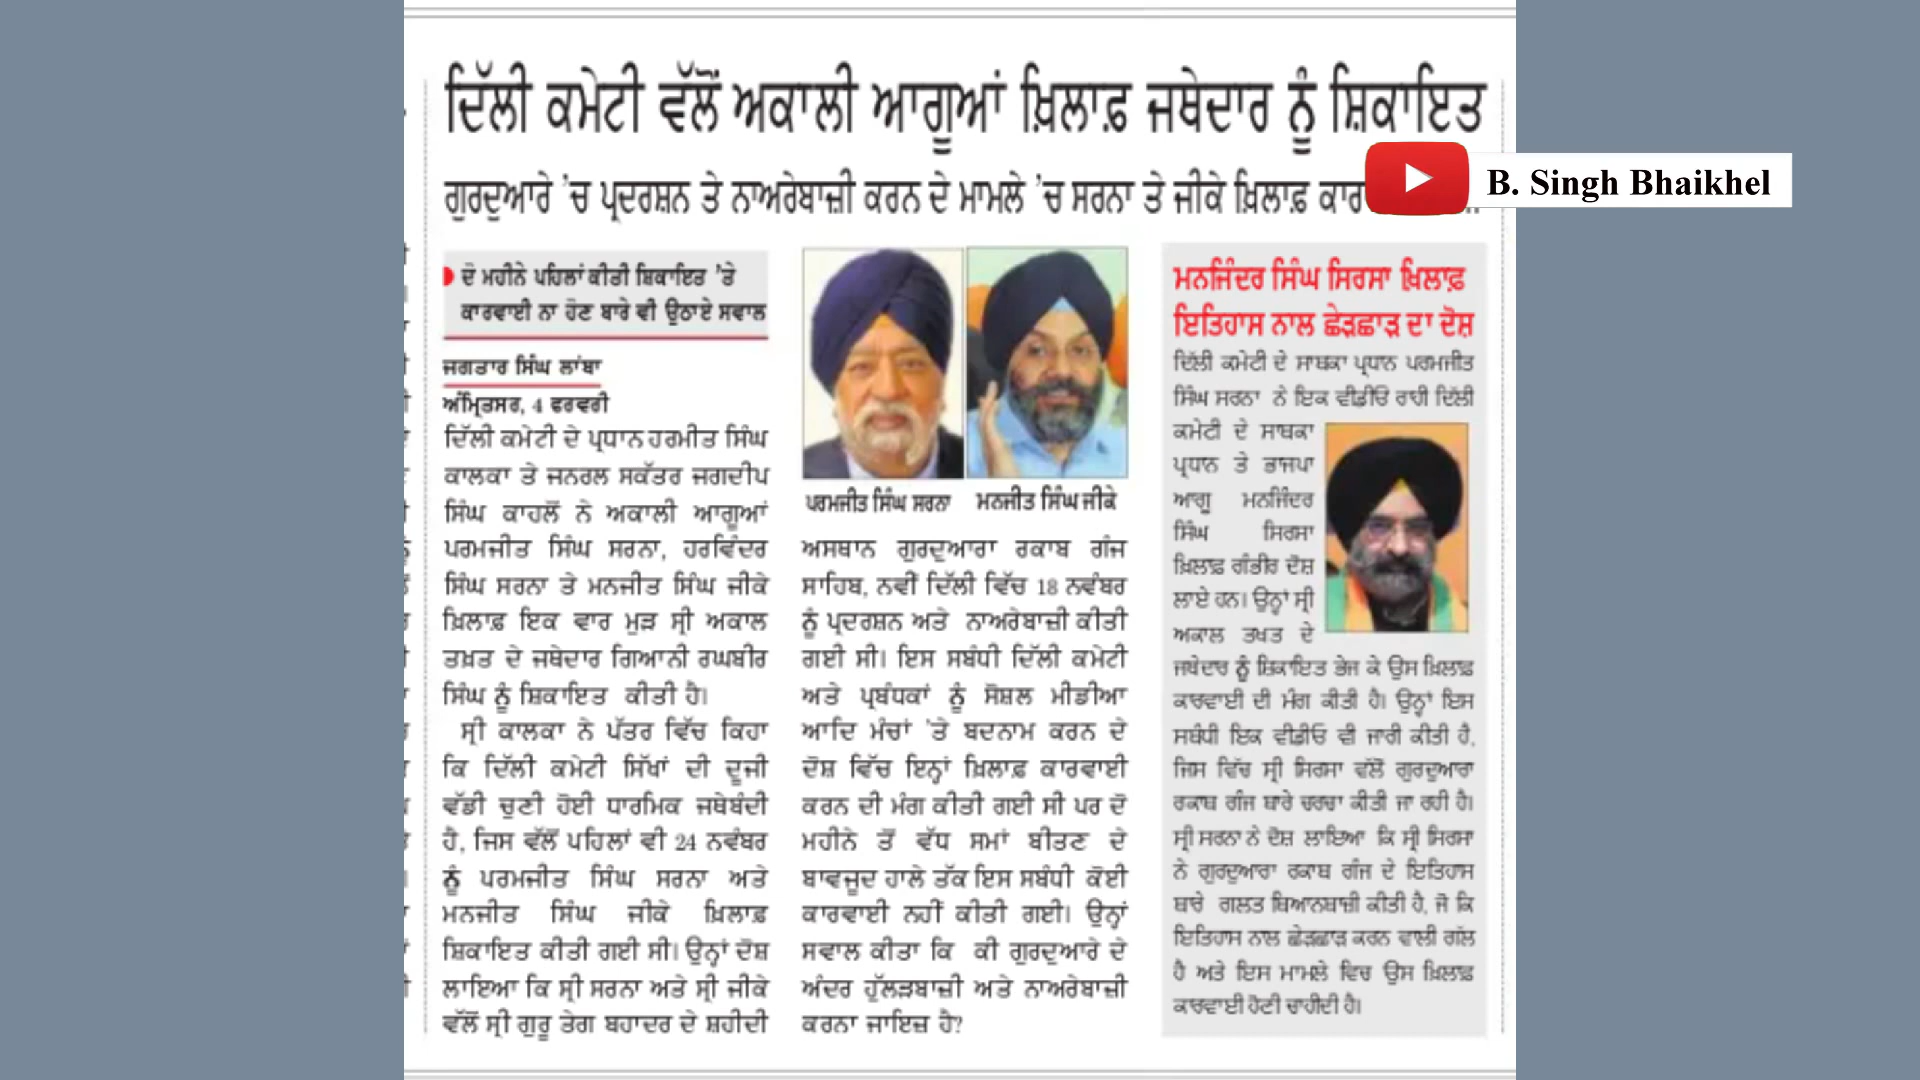 ਦਿੱਲੀ ਕਮੇਟੀ ਵੱਲੋਂ ਅਕਾਲੀ ਆਗੂਆਂ ਖ਼ਿਲਾਫ਼ ਜਥੇਦਾਰ ਨੂੰ ਸ਼ਿਕਾਇਤ
ਗੁਰਦੁਆਰੇ ’ਚ ਪ੍ਰਦਰਸ਼ਨ ਤੇ ਨਾਅਰੇਬਾਜ਼ੀ ਕਰਨ ਦੇ ਮਾਮਲੇ ’ਚ ਸਰਨਾ ਤੇ ਜੀਕੇ ਖ਼ਿਲਾਫ਼
B. Singh Bhaikhel
ਦੋ ਮਹੀਨੇ ਪਹਿਲਾਂ ਕੀਤੀ ਸ਼ਿਕਾਇਤ ’ਤੇ
ਕਾਰਵਾਈ ਨਾ ਹੋਣ ਬਾਰੇ ਵੀ ਉਠਾਏ ਸਵਾਲ
ਜਗਤਾਰ ਸਿੰਘ ਲਾਂਬਾ
ਅੰਮ੍ਰਿਤਸਰ, 4 ਫਰਵਰੀ
ਦਿੱਲੀ ਕਮੇਟੀ ਦੇ ਪ੍ਰਧਾਨ ਹਰਮੀਤ ਸਿੰਘ
ਕਾਲਕਾ ਤੇ ਜਨਰਲ ਸਕੱਤਰ ਜਗਦੀਪ
ਸਿੰਘ ਕਾਹਲੋਂ ਨੇ ਅਕਾਲੀ ਆਗੂਆਂ
ਪਰਮਜੀਤ ਸਿੰਘ ਸਰਨਾ, ਹਰਵਿੰਦਰ
ਸਿੰਘ ਸਰਨਾ ਤੇ ਮਨਜੀਤ ਸਿੰਘ ਜੀਕੇ
ਖ਼ਿਲਾਫ਼ ਇਕ ਵਾਰ ਮੁੜ ਸ੍ਰੀ ਅਕਾਲ
ਤਖ਼ਤ ਦੇ ਜਥੇਦਾਰ ਗਿਆਨੀ ਰਘਬੀਰ
ਸਿੰਘ ਨੂੰ ਸ਼ਿਕਾਇਤ ਕੀਤੀ ਹੈ।
ਸ੍ਰੀ ਕਾਲਕਾ ਨੇ ਪੱਤਰ ਵਿੱਚ ਕਿਹਾ
ਕਿ ਦਿੱਲੀ ਕਮੇਟੀ ਸਿੱਖਾਂ ਦੀ ਦੂਜੀ
ਵੱਡੀ ਚੁਣੀ ਹੋਈ ਧਾਰਮਿਕ ਜਥੇਬੰਦੀ
ਹੈ, ਜਿਸ ਵੱਲੋਂ ਪਹਿਲਾਂ ਵੀ 24 ਨਵੰਬਰ
ਨੂੰ ਪਰਮਜੀਤ ਸਿੰਘ ਸਰਨਾ ਅਤੇ
ਮਨਜੀਤ ਸਿੰਘ ਜੀਕੇ ਖ਼ਿਲਾਫ਼
ਸ਼ਿਕਾਇਤ ਕੀਤੀ ਗਈ ਸੀ। ਉਨ੍ਹਾਂ ਦੋਸ਼
ਲਾਇਆ ਕਿ ਸ੍ਰੀ ਸਰਨਾ ਅਤੇ ਸ੍ਰੀ ਜੀਕੇ
ਵੱਲੋਂ ਸ੍ਰੀ ਗੁਰੂ ਤੇਗ ਬਹਾਦਰ ਦੇ ਸ਼ਹੀਦੀ
ਪਰਮਜੀਤ ਸਿੰਘ ਸਰਨਾ ਮਨਜੀਤ ਸਿੰਘ ਜੀਕੇ
ਅਸਥਾਨ ਗੁਰਦੁਆਰਾ ਰਕਾਬ ਗੰਜ
ਸਾਹਿਬ, ਨਵੀਂ ਦਿੱਲੀ ਵਿੱਚ 18 ਨਵੰਬਰ
ਨੂੰ ਪ੍ਰਦਰਸ਼ਨ ਅਤੇ ਨਾਅਰੇਬਾਜ਼ੀ ਕੀਤੀ
ਗਈ ਸੀ। ਇਸ ਸਬੰਧੀ ਦਿੱਲੀ ਕਮੇਟੀ
ਅਤੇ ਪ੍ਰਬੰਧਕਾਂ ਨੂੰ ਸੋਸ਼ਲ ਮੀਡੀਆ
ਆਦਿ ਮੰਚਾਂ ’ਤੇ ਬਦਨਾਮ ਕਰਨ ਦੇ
ਦੋਸ਼ ਵਿੱਚ ਇਨ੍ਹਾਂ ਖ਼ਿਲਾਫ਼ ਕਾਰਵਾਈ
ਕਰਨ ਦੀ ਮੰਗ ਕੀਤੀ ਗਈ ਸੀ ਪਰ ਦੋ
ਮਹੀਨੇ ਤੋਂ ਵੱਧ ਸਮਾਂ ਬੀਤਣ ਦੇ
ਬਾਵਜੂਦ ਹਾਲੇ ਤੱਕ ਇਸ ਸਬੰਧੀ ਕੋਈ
ਕਾਰਵਾਈ ਨਹੀਂ ਕੀਤੀ ਗਈ। ਉਨ੍ਹਾਂ
ਸਵਾਲ ਕੀਤਾ ਕਿ ਕੀ ਗੁਰਦੁਆਰੇ ਦੇ
ਅੰਦਰ ਹੁੱਲੜਬਾਜ਼ੀ ਅਤੇ ਨਾਅਰੇਬਾਜ਼ੀ
ਕਰਨਾ ਜਾਇਜ਼ ਹੈ?
ਮਨਜਿੰਦਰ ਸਿੰਘ ਸਿਰਸਾ ਖ਼ਿਲਾਫ਼
ਇਤਿਹਾਸ ਨਾਲ ਛੇੜਛਾੜ ਦਾ ਦੋਸ਼
ਦਿੱਲੀ ਕਮੇਟੀ ਦੇ ਸਾਬਕਾ ਪ੍ਰਧਾਨ ਪਰਮਜੀਤ
ਸਿੰਘ ਸਰਨਾ ਨੇ ਇਕ ਵੀਡੀਓ ਰਾਹੀਂ ਦਿੱਲੀ
ਕਮੇਟੀ ਦੇ ਸਾਬਕਾ
ਪ੍ਰਧਾਨ ਤੇ ਭਾਜਪਾ
ਆਗੂ ਮਨਜਿੰਦਰ
ਸਿੰਘ ਸਿਰਸਾ
ਖ਼ਿਲਾਫ਼ ਗੰਭੀਰ ਦੋਸ਼
ਲਾਏ ਹਨ। ਉਨ੍ਹਾਂ ਸ੍ਰੀ
ਅਕਾਲ ਤਖ਼ਤ ਦੇ
ਜਥੇਦਾਰ ਨੂੰ ਸ਼ਿਕਾਇਤ ਭੇਜ ਕੇ ਉਸ ਖ਼ਿਲਾਫ਼
ਕਾਰਵਾਈ ਦੀ ਮੰਗ ਕੀਤੀ ਹੈ। ਉਨ੍ਹਾਂ ਇਸ
ਸਬੰਧੀ ਇਕ ਵੀਡੀਓ ਵੀ ਜਾਰੀ ਕੀਤੀ ਹੈ,
ਜਿਸ ਵਿੱਚ ਸ੍ਰੀ ਸਿਰਸਾ ਵੱਲੋਂ ਗੁਰਦੁਆਰਾ
ਰਕਾਬ ਗੰਜ ਬਾਰੇ ਚਰਚਾ ਕੀਤੀ ਜਾ ਰਹੀ ਹੈ।
ਸ੍ਰੀ ਸਰਨਾ ਨੇ ਦੋਸ਼ ਲਾਇਆ ਕਿ ਸ੍ਰੀ ਸਿਰਸਾ
ਨੇ ਗੁਰਦੁਆਰਾ ਰਕਾਬ ਗੰਜ ਦੇ ਇਤਿਹਾਸ
ਬਾਰੇ ਗਲਤ ਬਿਆਨਬਾਜ਼ੀ ਕੀਤੀ ਹੈ, ਜੋ ਕਿ
ਇਤਿਹਾਸ ਨਾਲ ਛੇੜਛਾੜ ਕਰਨ ਵਾਲੀ ਗੱਲ
ਹੈ ਅਤੇ ਇਸ ਮਾਮਲੇ ਵਿਚ ਉਸ ਖ਼ਿਲਾਫ਼
ਕਾਰਵਾਈ ਹੋਣੀ ਚਾਹੀਦੀ ਹੈ।